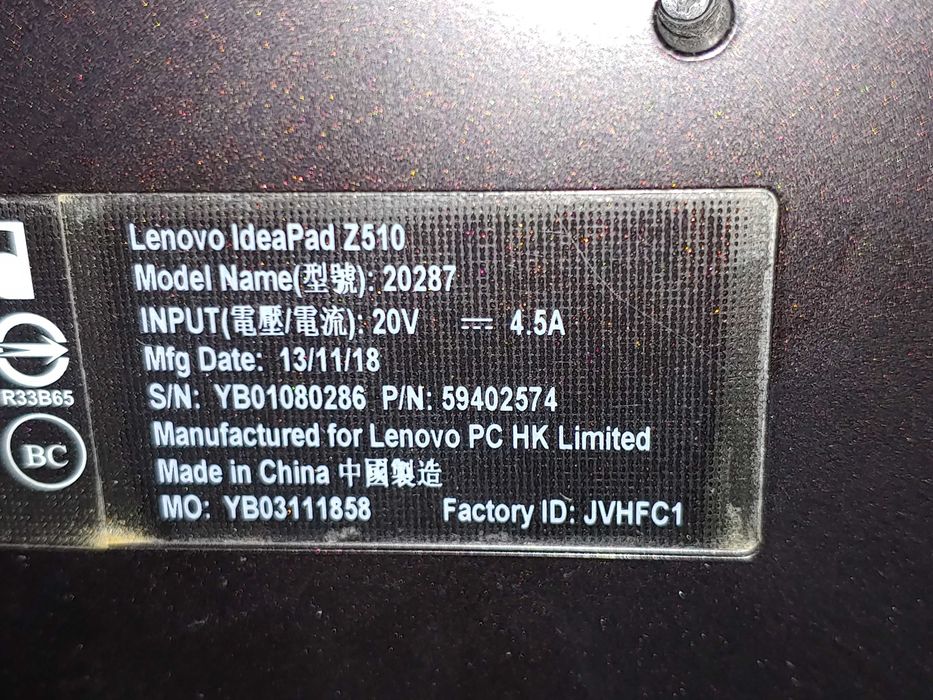 Lenovo IdeaPad Z510
Model Name(型號): 20287
INPUT(電壓/電流): 20V ⎓ 4.5A
Mfg Date: 13/11/18
S/N: YB01080286 P/N: 59402574
Manufactured for Lenovo PC HK Limited
Made in China 中國製造
MO: YB03111858 Factory ID: JVHFC1
R33B65
BC